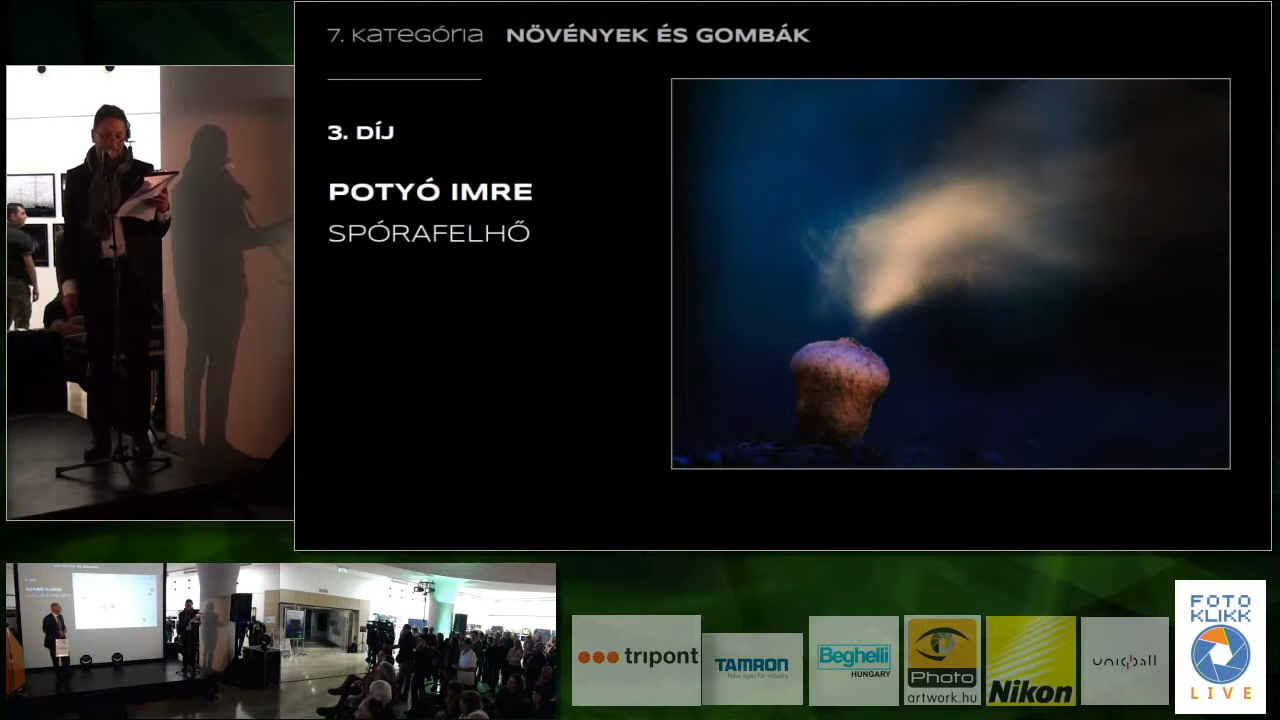 7. kategória NÖVÉNYEK ÉS GOMBÁK
3. DÍJ
POTYÓ IMRE
SPÓRAFELHŐ
tripont
TAMRON
New eyes for industry
Beghelli
HUNGARY
Photo
artwork.hu
Nikon
uniqball
FOTO
KLIKK
LIVE